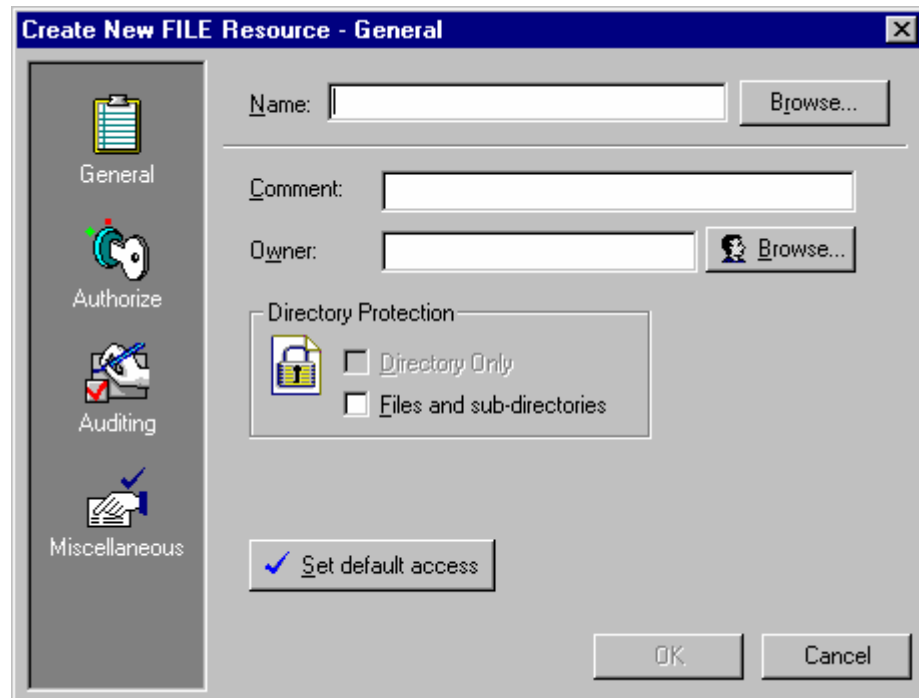 Create New FILE Resource - General
General
Authorize
Auditing
Miscellaneous
Name:
Browse...
Comment:
Owner:
Browse...
Directory Protection
Directory Only
Files and sub-directories
Set default access
OK
Cancel